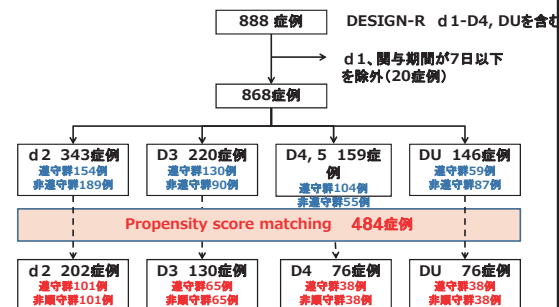 888 症例
DESIGN-R d1-D4, DUを含む
d1、関与期間が7日以下
を除外(20症例)
868症例
d2 343症例
遵守群154例
非遵守群189例
D3 220症例
遵守群130例
非遵守群90例
D4, 5 159症
例
遵守群104例
非遵守群55例
DU 146症例
遵守群59例
非遵守群87例
Propensity score matching 484症例
d2 202症例
遵守群101例
非順守群101例
D3 130症例
遵守群65例
非順守群65例
D4 76症例
遵守群38例
非順守群38例
DU 76症例
遵守群38例
非順守群38例